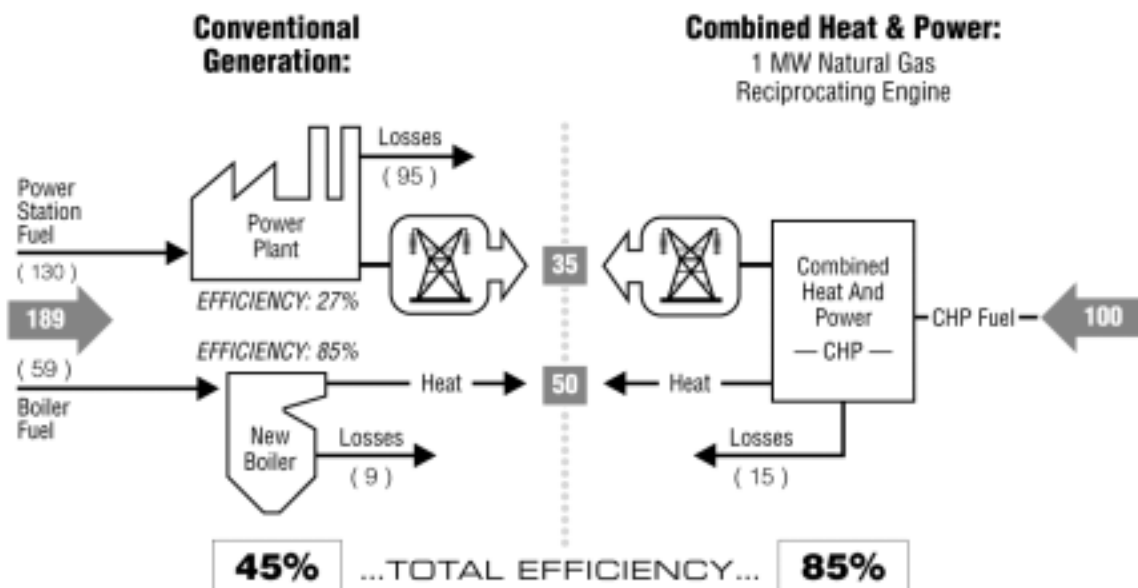 Conventional
Generation:
Combined Heat & Power:
1 MW Natural Gas
Reciprocating Engine
Losses
( 95 )
Power
Station
Fuel
( 130 )
Power
Plant
EFFICIENCY: 27%
35
Combined
Heat And
Power
— CHP —
CHP Fuel
100
189
EFFICIENCY: 85%
( 59 )
Boiler
Fuel
Heat
50
Heat
New
Boiler
Losses
( 9 )
Losses
( 15 )
45% ...TOTAL EFFICIENCY... 85%